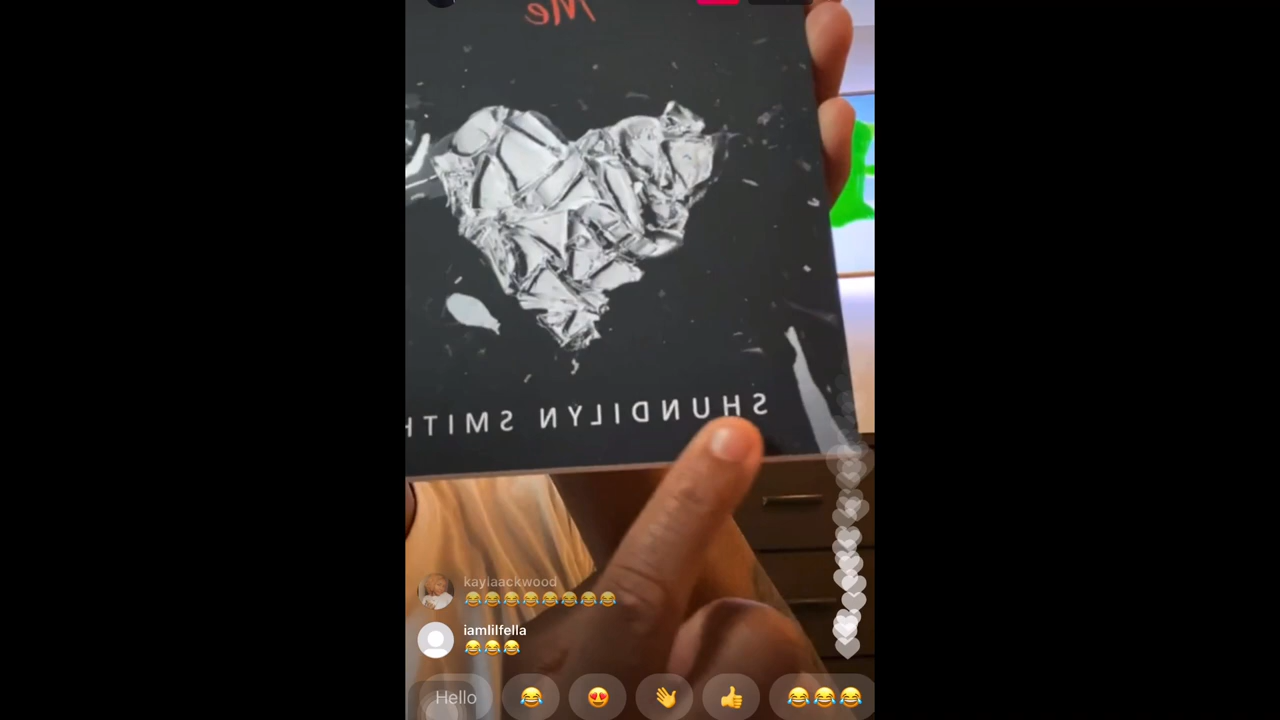 Me
SHUNDILYN SMITH
kaylaackwood
😂😂😂😂😂😂😂😂
iamlilfella
😂😂😂
Hello 😂 😍 👋 👍 😂😂😂